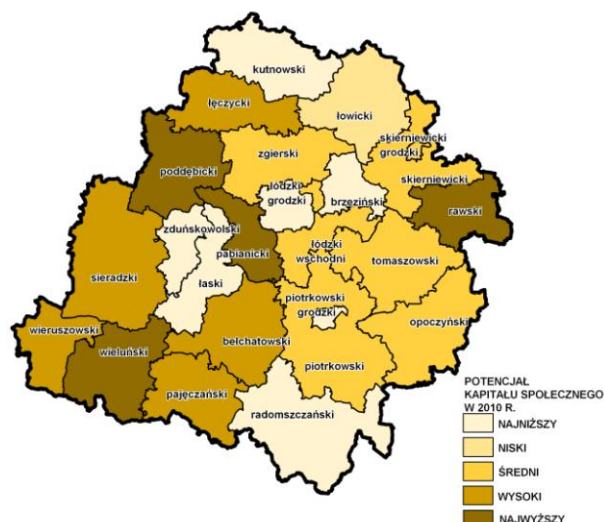 kutnowski
łęczycki
łowicki
skierniewicki
grodzki
zgierski
poddębicki
skierniewicki
łódzki
grodzki
brzeziński
rawski
zduńskowolski
pabianicki
łódzki
wschodni
tomaszowski
sieradzki
łaski
piotrkowski
grodzki
opoczyński
wieruszowski
bełchatowski
wieluński
piotrkowski
pajęczański
radomszczański
POTENCJAŁ
KAPITAŁU SPOŁECZNEGO
W 2010 R.
NAJNIŻSZY
NISKI
ŚREDNI
WYSOKI
NAJWYŻSZY